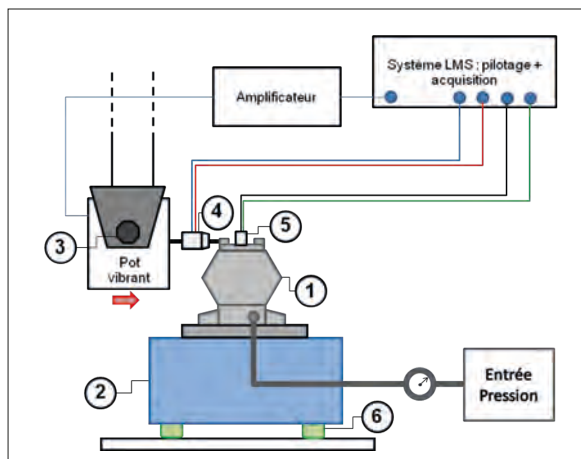 Système LMS : pilotage +
acquisition
Amplificateur
4
5
3
Pot
vibrant
1
2
Entrée
Pression
6